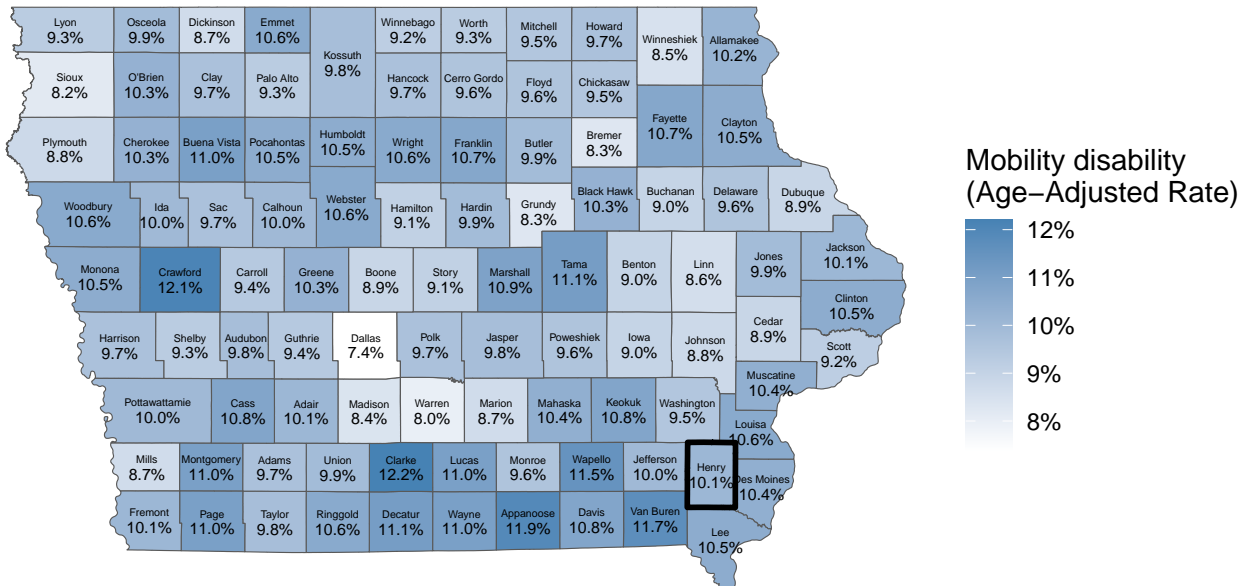 Lyon
9.3%
Osceola
9.9%
Dickinson
8.7%
Emmet
10.6%
Kossuth
9.8%
Winnebago
9.2%
Worth
9.3%
Mitchell
9.5%
Howard
9.7%
Winneshiek
8.5%
Allamakee
10.2%
Sioux
8.2%
O'Brien
10.3%
Clay
9.7%
Palo Alto
9.3%
Hancock
9.7%
Cerro Gordo
9.6%
Floyd
9.6%
Chickasaw
9.5%
Fayette
10.7%
Clayton
10.5%
Plymouth
8.8%
Cherokee
10.3%
Buena Vista
11.0%
Pocahontas
10.5%
Humboldt
10.5%
Wright
10.6%
Franklin
10.7%
Butler
9.9%
Bremer
8.3%
Woodbury
10.6%
Ida
10.0%
Sac
9.7%
Calhoun
10.0%
Webster
10.6%
Hamilton
9.1%
Hardin
9.9%
Grundy
8.3%
Black Hawk
10.3%
Buchanan
9.0%
Delaware
9.6%
Dubuque
8.9%
Monona
10.5%
Crawford
12.1%
Carroll
9.4%
Greene
10.3%
Boone
8.9%
Story
9.1%
Marshall
10.9%
Tama
11.1%
Benton
9.0%
Linn
8.6%
Jones
9.9%
Jackson
10.1%
Clinton
10.5%
Harrison
9.7%
Shelby
9.3%
Audubon
9.8%
Guthrie
9.4%
Dallas
7.4%
Polk
9.7%
Jasper
9.8%
Poweshiek
9.6%
Iowa
9.0%
Johnson
8.8%
Cedar
8.9%
Scott
9.2%
Muscatine
10.4%
Pottawattamie
10.0%
Cass
10.8%
Adair
10.1%
Madison
8.4%
Warren
8.0%
Marion
8.7%
Mahaska
10.4%
Keokuk
10.8%
Washington
9.5%
Louisa
10.6%
Mills
8.7%
Montgomery
11.0%
Adams
9.7%
Union
9.9%
Clarke
12.2%
Lucas
11.0%
Monroe
9.6%
Wapello
11.5%
Jefferson
10.0%
Henry
10.1%
Des Moines
10.4%
Fremont
10.1%
Page
11.0%
Taylor
9.8%
Ringgold
10.6%
Decatur
11.1%
Wayne
11.0%
Appanoose
11.9%
Davis
10.8%
Van Buren
11.7%
Lee
10.5%
Mobility disability
(Age−Adjusted Rate)
12%
11%
10%
9%
8%